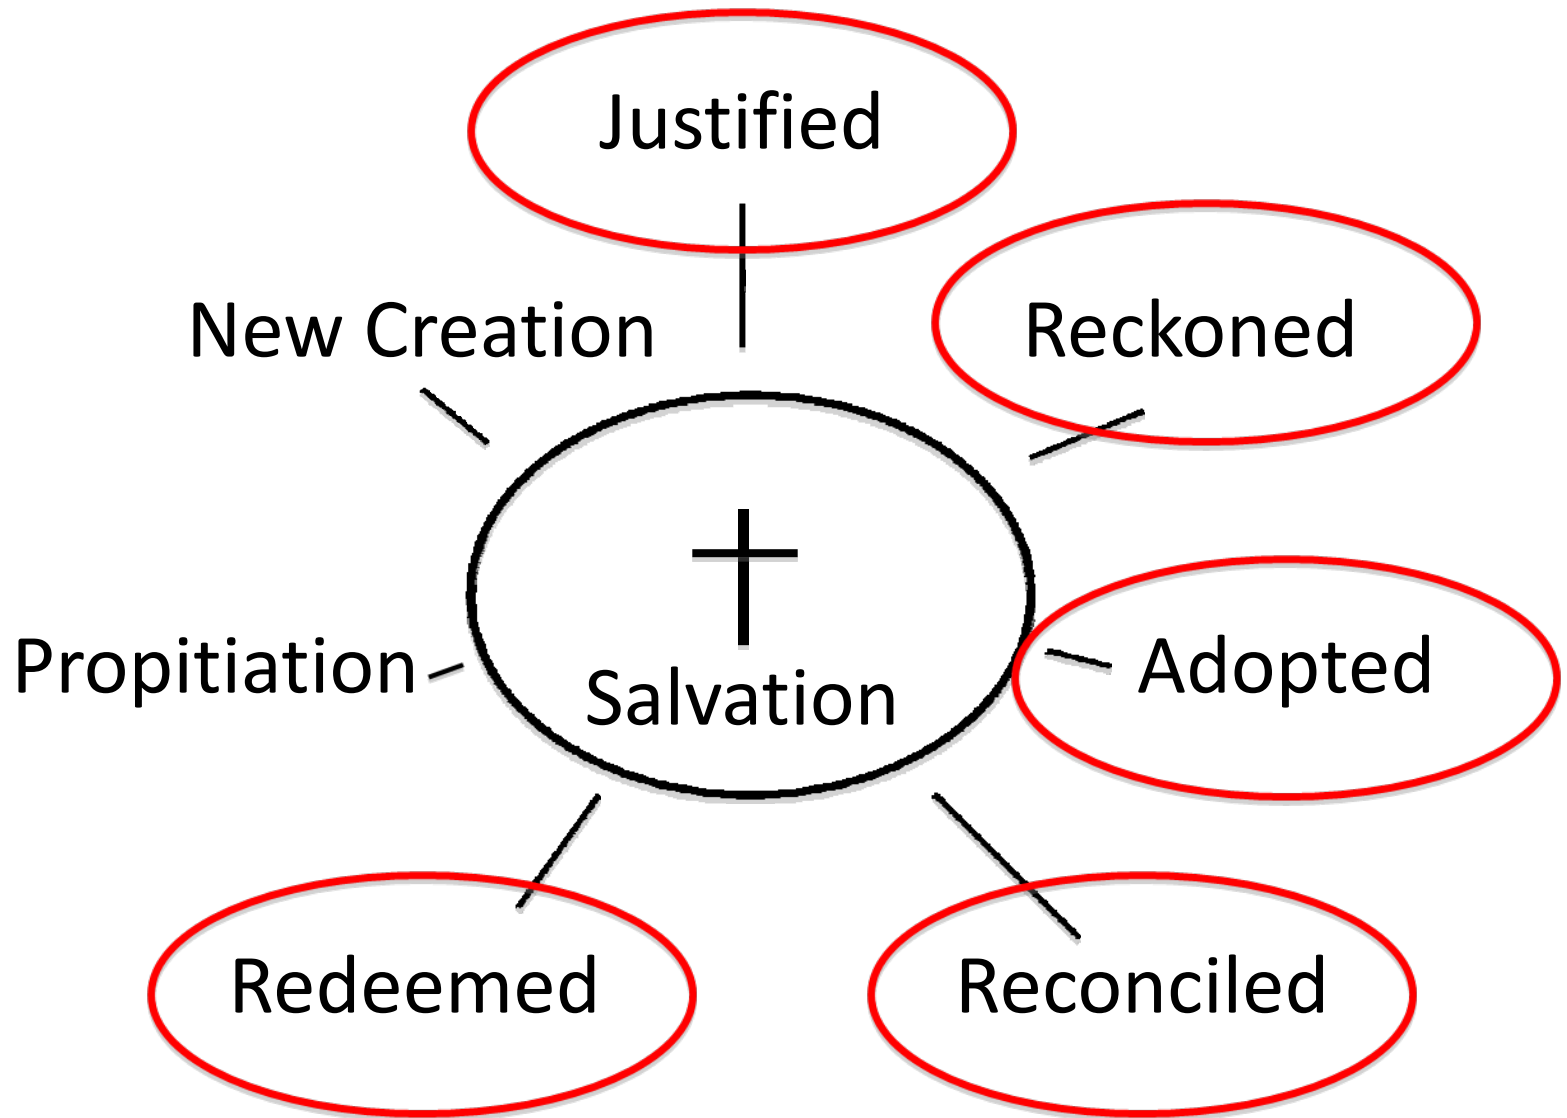 Justified
New Creation
Reckoned
Propitiation
Salvation
Adopted
Redeemed
Reconciled